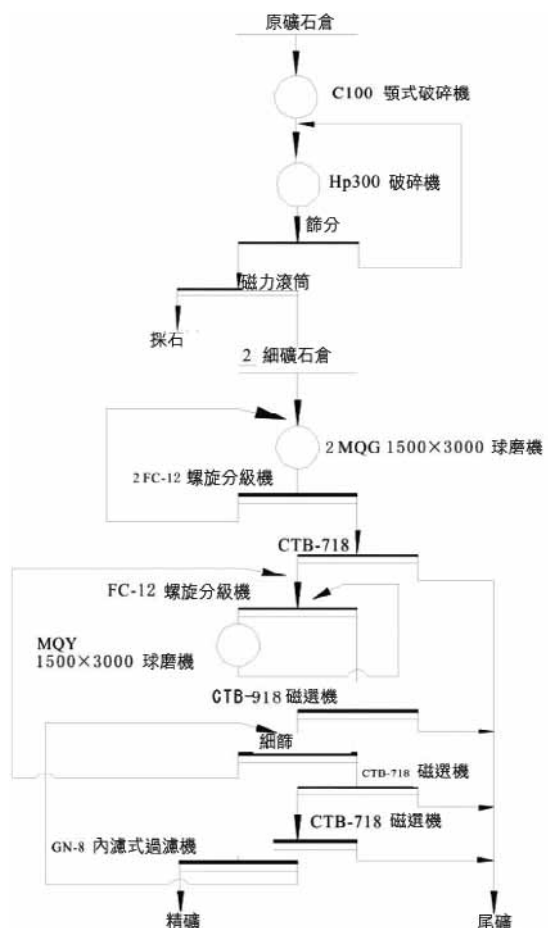 原礦石倉
C100 顎式破碎機
Hp300 破碎機
篩分
磁力滾筒
採石
2 細礦石倉
2 MQG 1500×3000 球磨機
2 FC-12 螺旋分級機
CTB-718
FC-12 螺旋分級機
MQY
1500×3000 球磨機
CTB-918 磁選機
細篩
CTB-718 磁選機
CTB-718 磁選機
GN-8 內濾式過濾機
精礦
尾礦